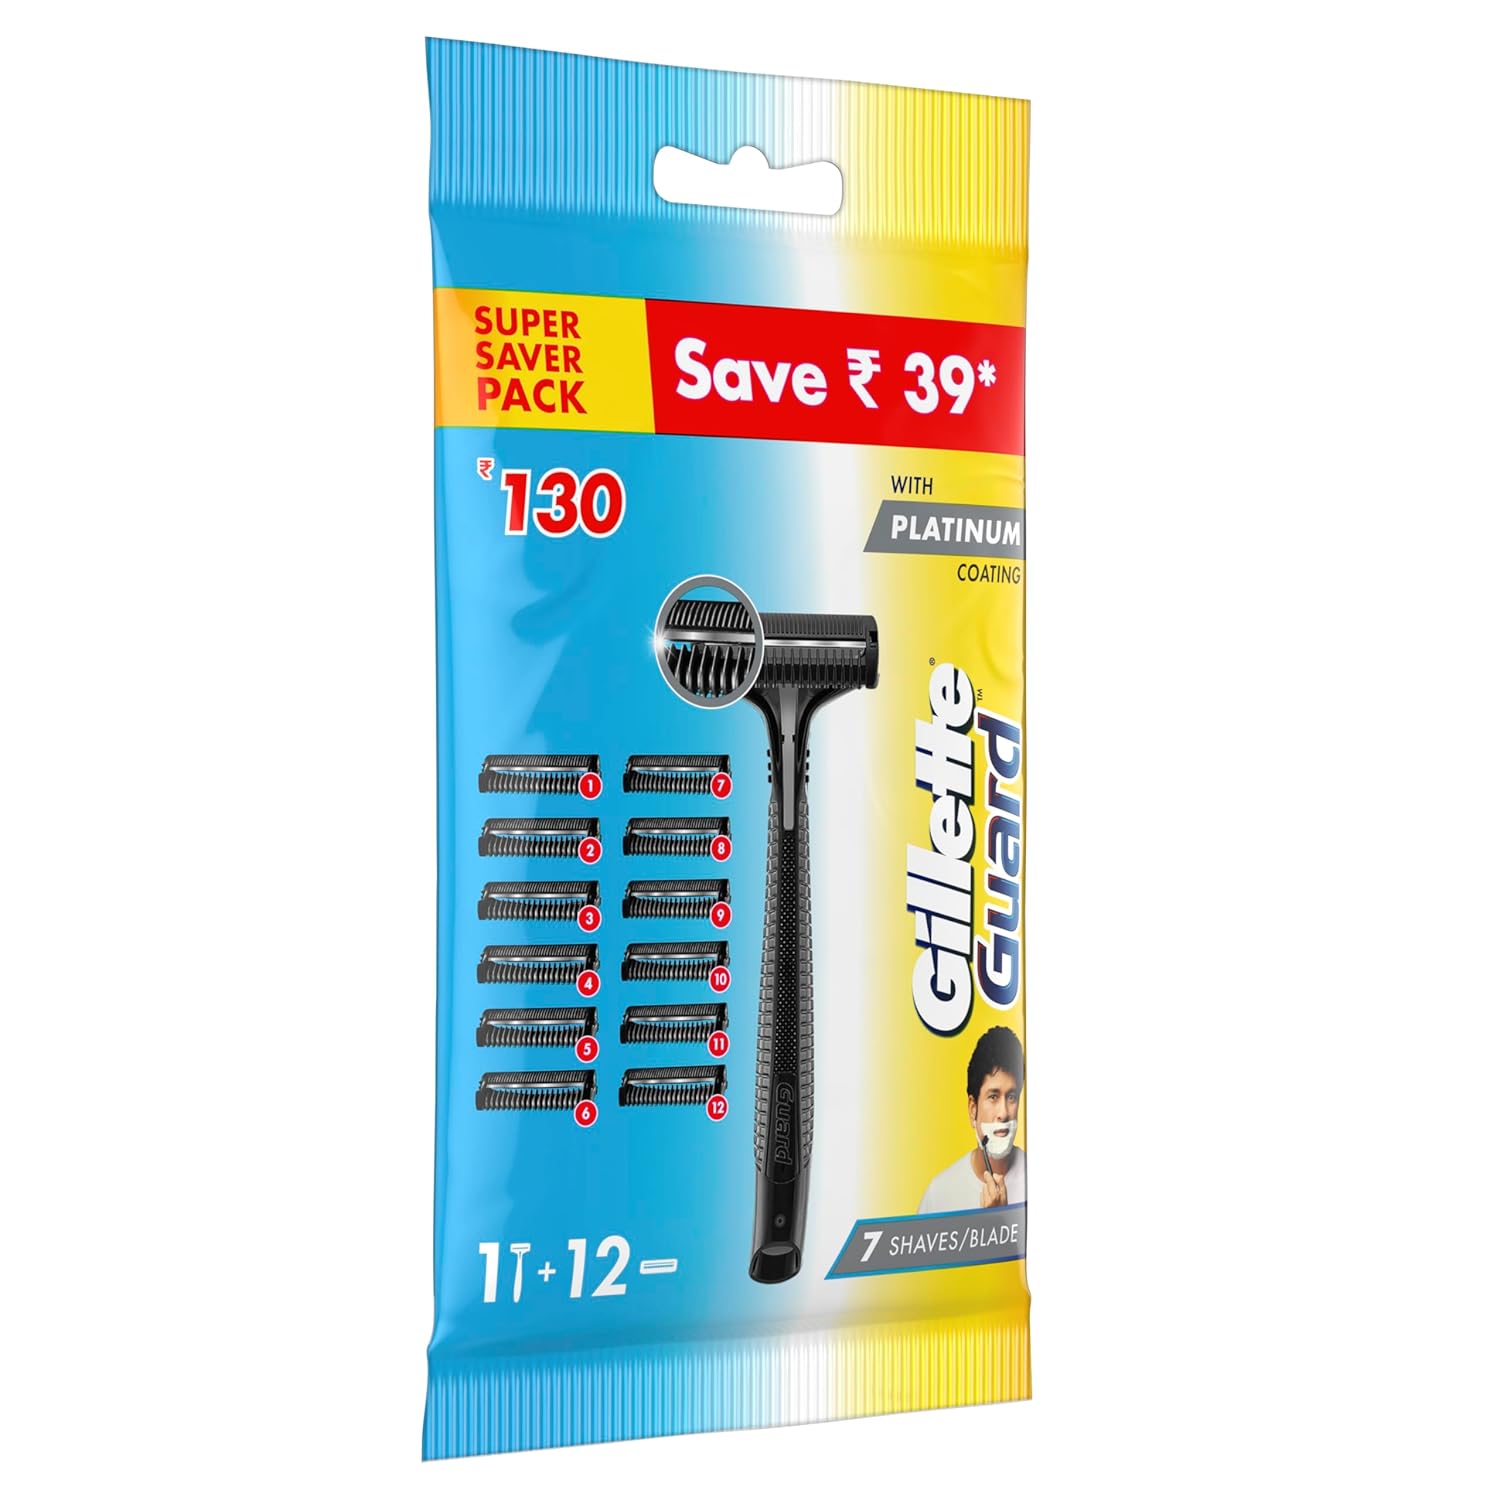 SUPER
SAVER
PACK
Save ₹ 39*
₹ 130
WITH
PLATINUM
COATING
Gillette®
Guard™
1
7
2
8
3
9
4
10
5
11
6
12
Guard
1 + 12
7 SHAVES/BLADE